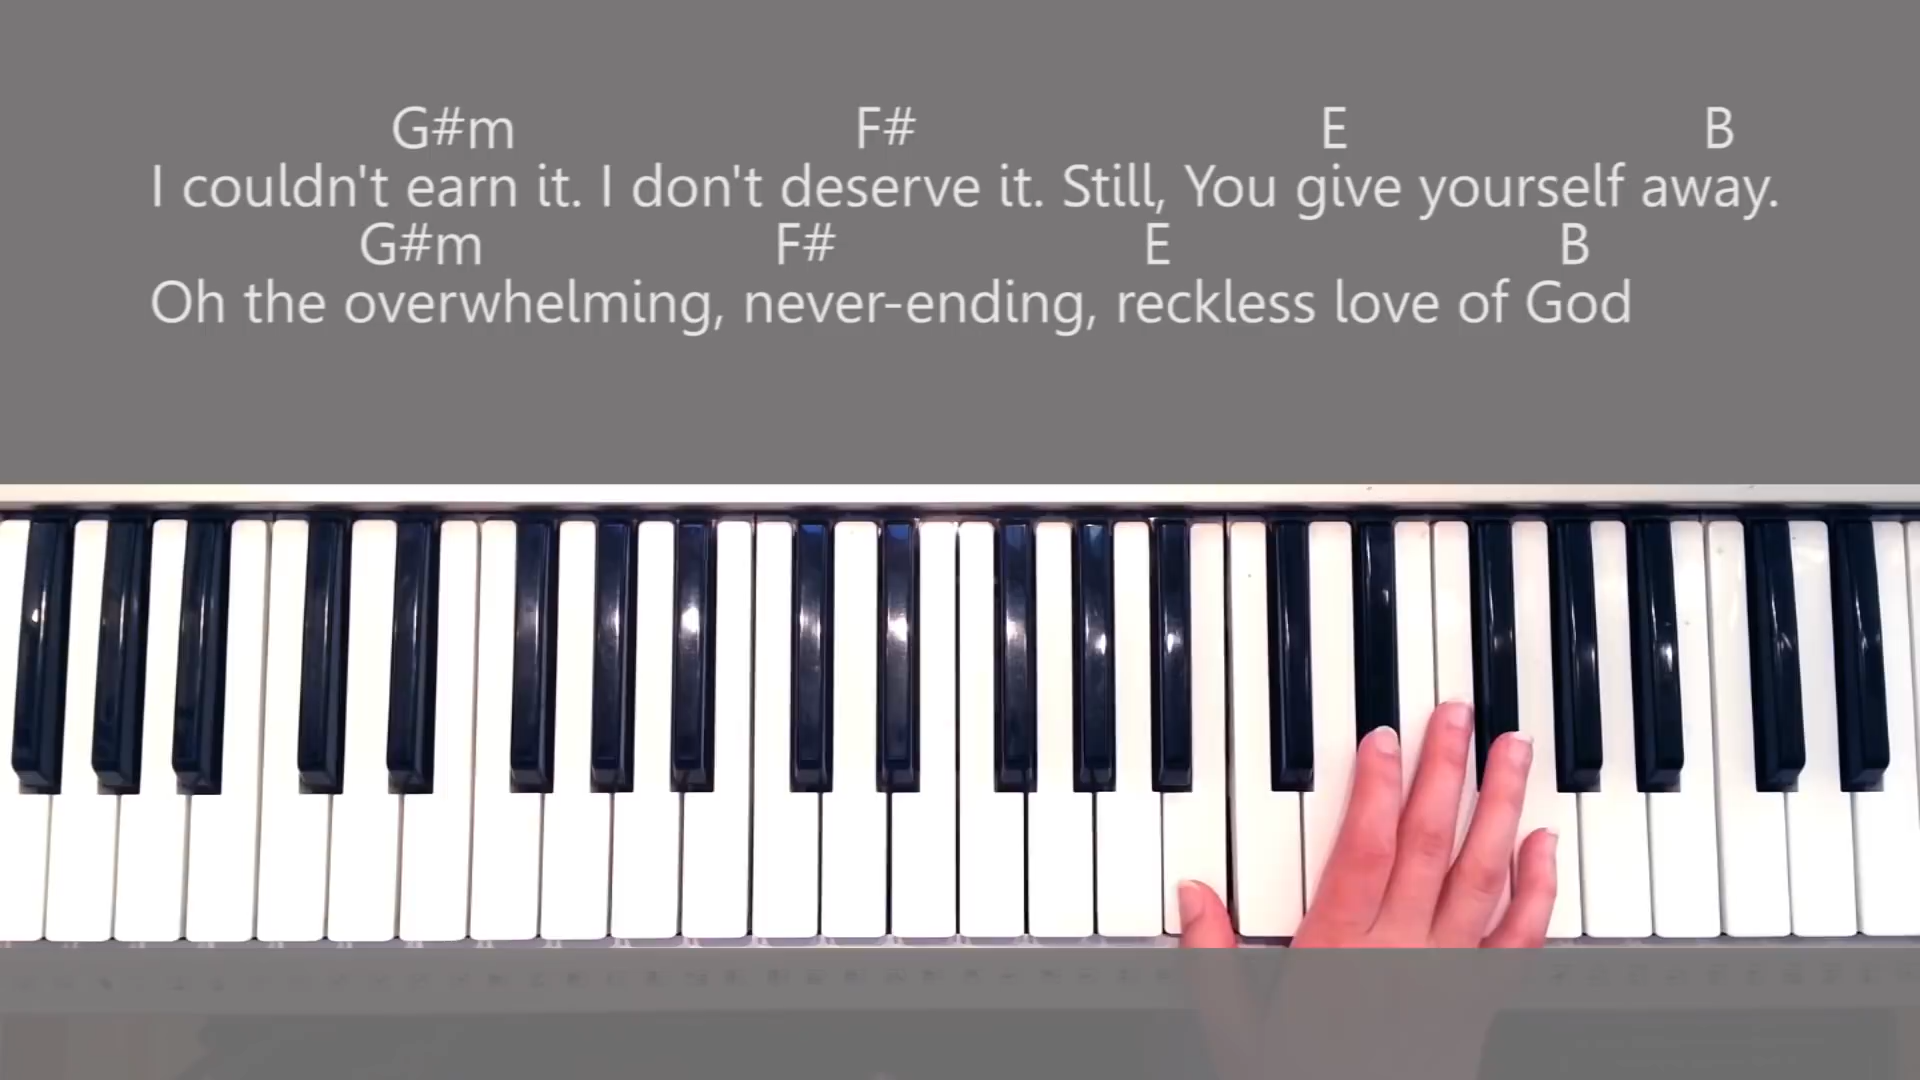 G#m F# E B
I couldn't earn it. I don't deserve it. Still, You give yourself away.
G#m F# E B
Oh the overwhelming, never-ending, reckless love of God